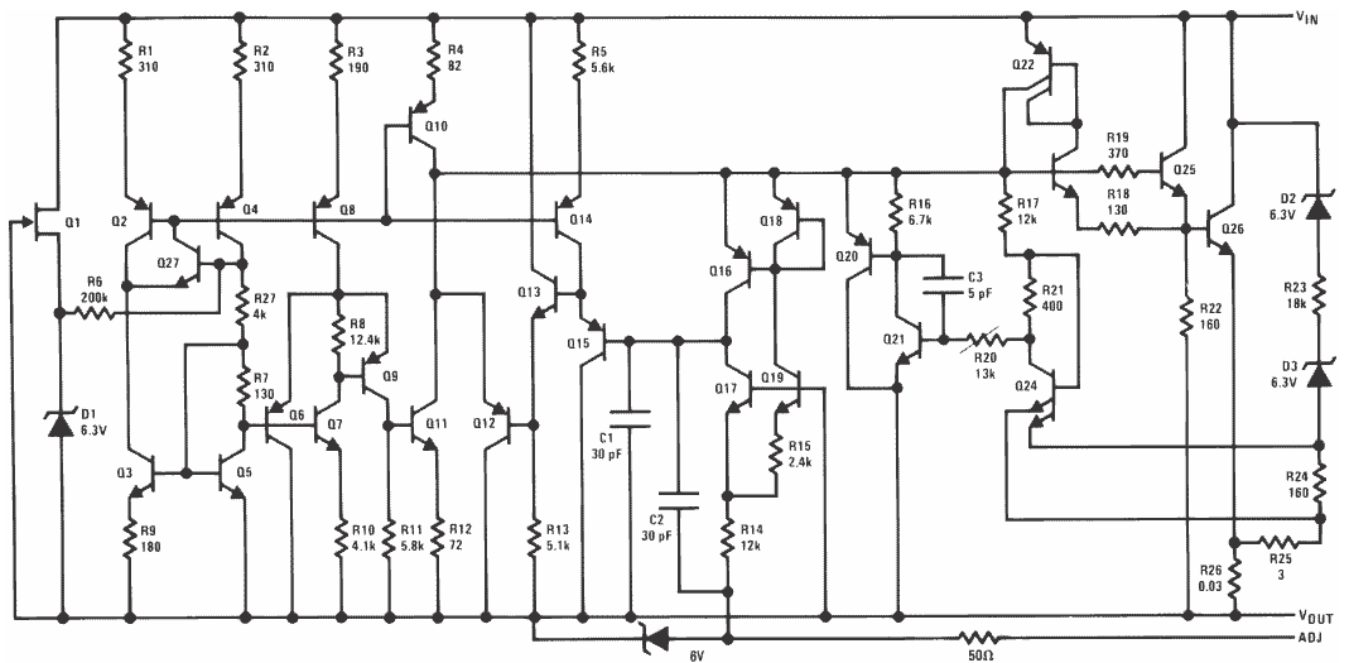 VIN
R1
310
R2
310
R3
190
R4
82
R5
5.6k
Q22
Q10
R19
370
Q25
R16
6.7k
R17
12k
R18
130
D2
6.3V
Q1
Q2
Q4
Q8
Q14
Q18
Q20
Q26
Q27
R6
200k
R27
4k
Q13
Q16
C3
5 pF
R21
400
R22
160
R23
18k
R8
12.4k
Q9
Q15
Q21
R20
13k
D3
6.3V
R7
130
Q17
Q19
Q24
D1
6.3V
Q6
Q7
Q11
Q12
C1
30 pF
R15
2.4k
Q3
Q5
R24
160
R9
180
R10
4.1k
R11
5.8k
R12
72
R13
5.1k
C2
30 pF
R14
12k
R26
0.03
R25
3
VOUT
ADJ
6V
50Ω